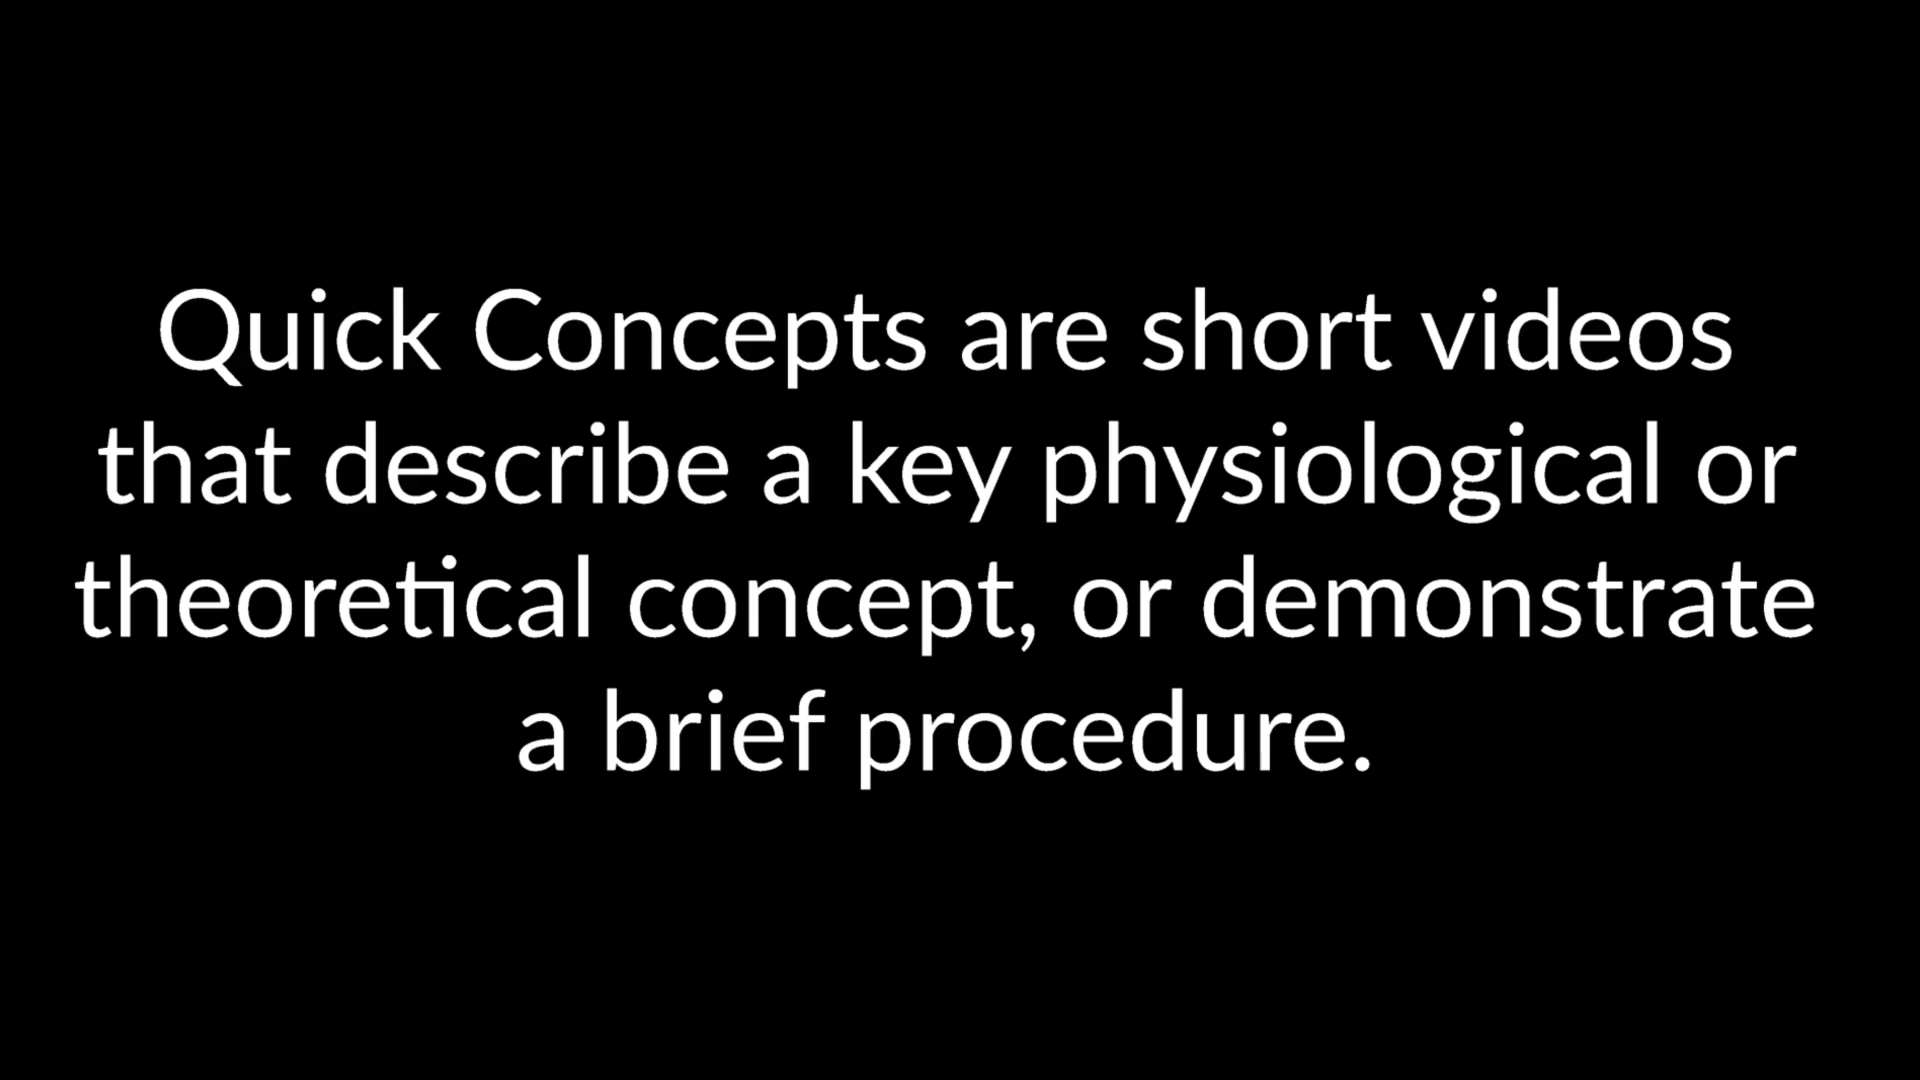 Quick Concepts are short videos
that describe a key physiological or
theoretical concept, or demonstrate
a brief procedure.